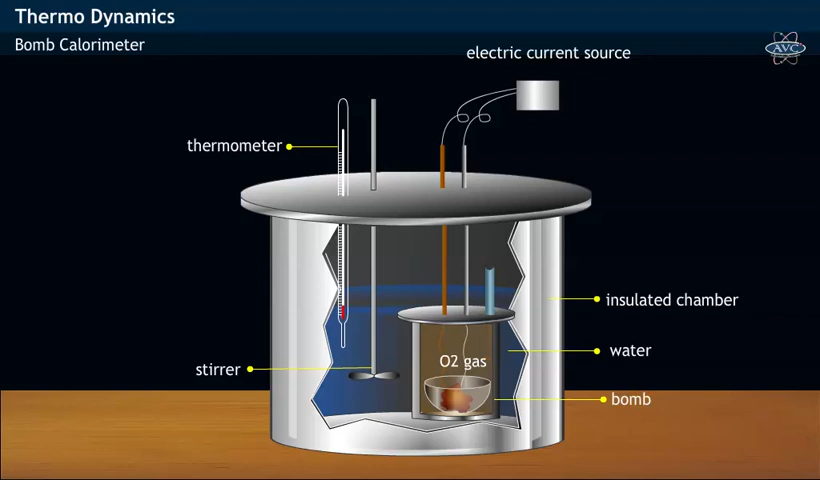 Thermo Dynamics
Bomb Calorimeter
AVC
electric current source
thermometer
insulated chamber
water
O2 gas
stirrer
bomb